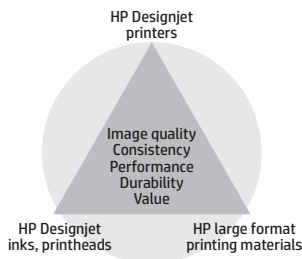 HP Designjet
printers
Image quality
Consistency
Performance
Durability
Value
HP Designjet
inks, printheads
HP large format
printing materials